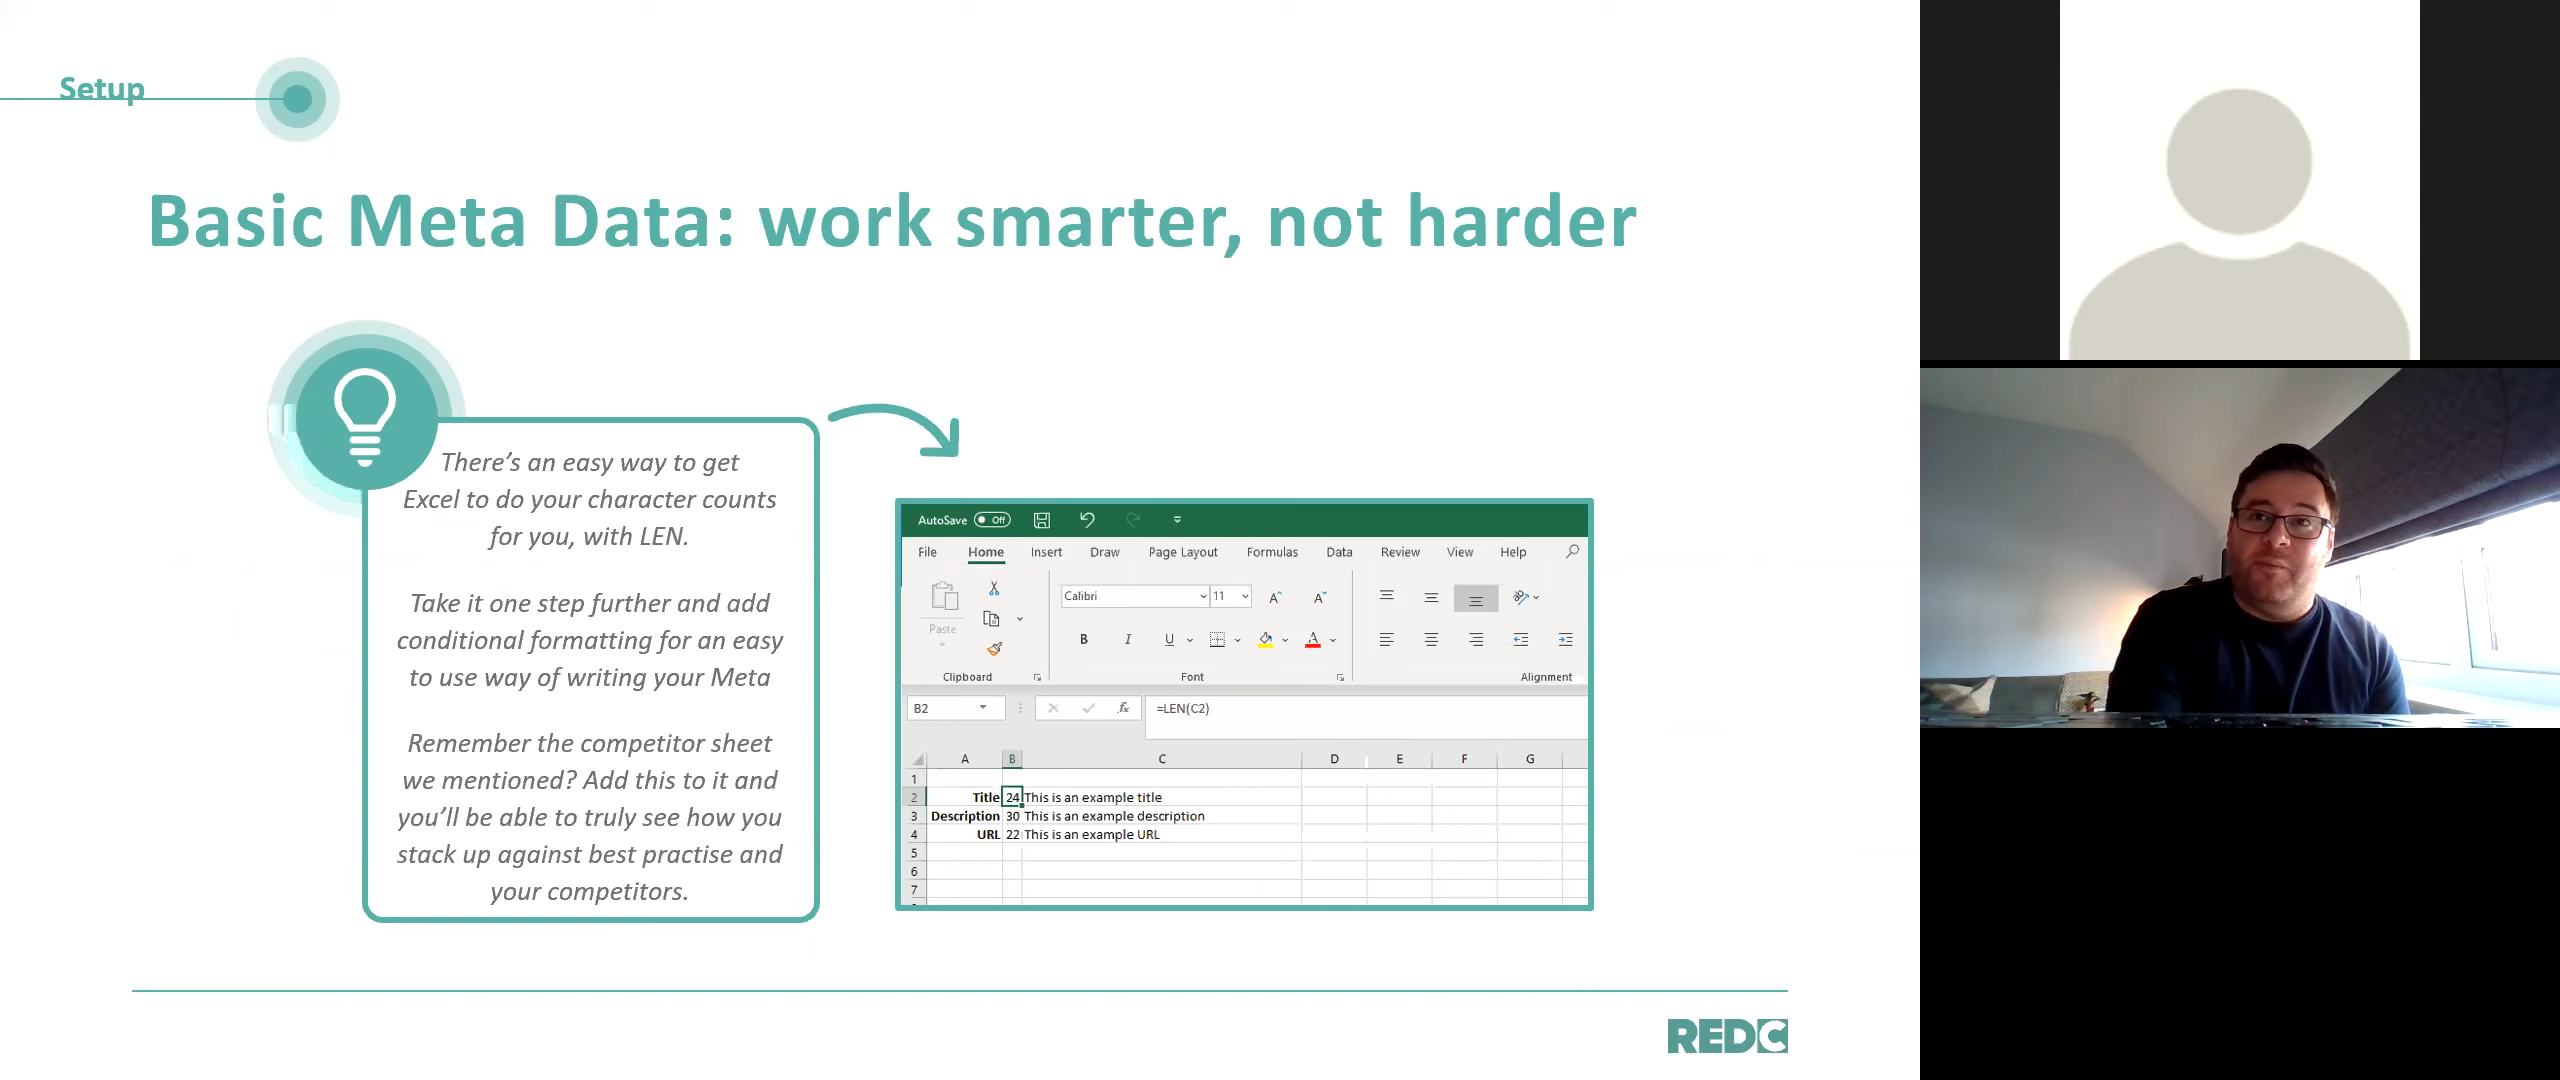 Setup
Basic Meta Data: work smarter, not harder
There's an easy way to get
Excel to do your character counts
for you, with LEN.
Take it one step further and add
conditional formatting for an easy
to use way of writing your Meta
Remember the competitor sheet
we mentioned? Add this to it and
you'll be able to truly see how you
stack up against best practise and
your competitors.
AutoSave Off
File Home Insert Draw Page Layout Formulas Data Review View Help
Calibri 11 A A
Paste
B I U A
Clipboard Font Alignment
B2 fx =LEN(C2)
A B C D E F G
1
2 Title 24 This is an example title
3 Description 30 This is an example description
4 URL 22 This is an example URL
5
6
7
REDC